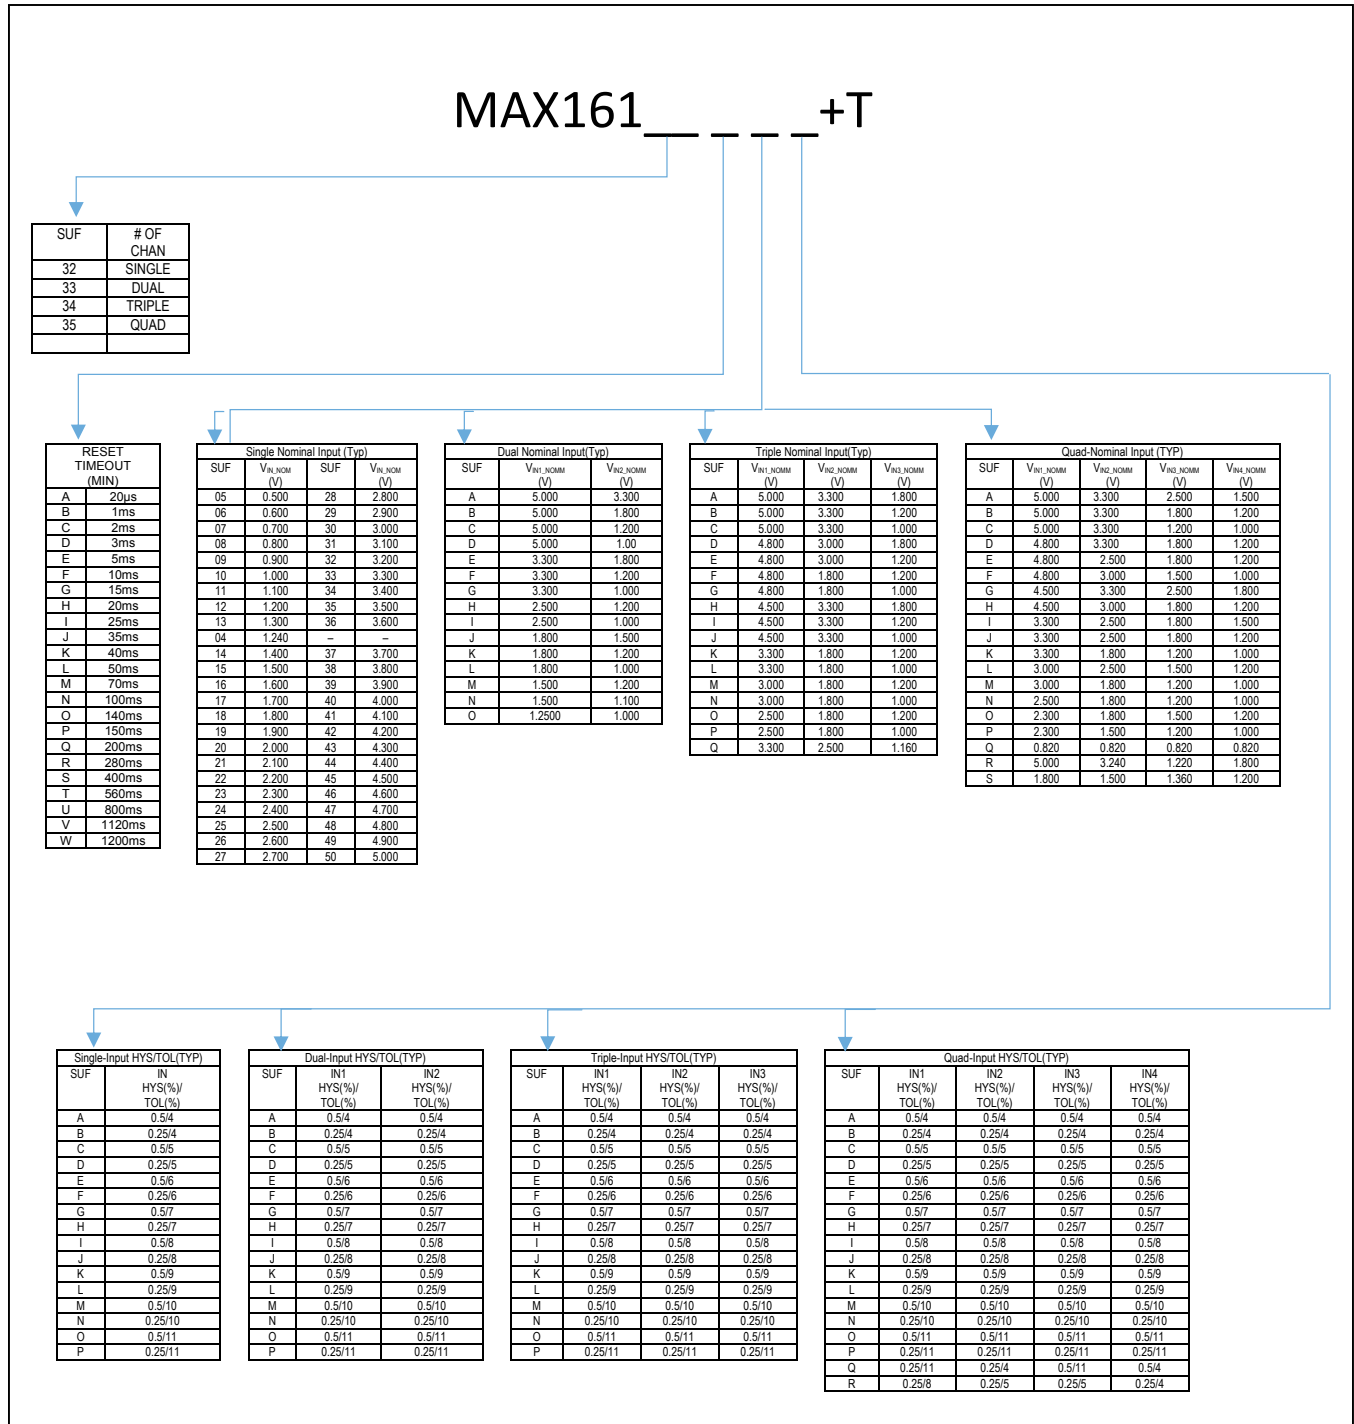 MAX161__ _ _ _+T
SUF # OF CHAN
32 SINGLE
33 DUAL
34 TRIPLE
35 QUAD
RESET
TIMEOUT
(MIN)
A 20µs
B 1ms
C 2ms
D 3ms
E 5ms
F 10ms
G 15ms
H 20ms
I 25ms
J 35ms
K 40ms
L 50ms
M 70ms
N 100ms
O 140ms
P 150ms
Q 200ms
R 280ms
S 400ms
T 560ms
U 800ms
V 1120ms
W 1200ms
Single Nominal Input (Typ)
SUF VIN_NOM (V) SUF VIN_NOM (V)
05 0.500 28 2.800
06 0.600 29 2.900
07 0.700 30 3.000
08 0.800 31 3.100
09 0.900 32 3.200
10 1.000 33 3.300
11 1.100 34 3.400
12 1.200 35 3.500
13 1.300 36 3.600
04 1.240 – –
14 1.400 37 3.700
15 1.500 38 3.800
16 1.600 39 3.900
17 1.700 40 4.000
18 1.800 41 4.100
19 1.900 42 4.200
20 2.000 43 4.300
21 2.100 44 4.400
22 2.200 45 4.500
23 2.300 46 4.600
24 2.400 47 4.700
25 2.500 48 4.800
26 2.600 49 4.900
27 2.700 50 5.000
Dual Nominal Input(Typ)
SUF VIN1_NOMM (V) VIN2_NOMM (V)
A 5.000 3.300
B 5.000 1.800
C 5.000 1.200
D 5.000 1.00
E 3.300 1.800
F 3.300 1.200
G 3.300 1.000
H 2.500 1.200
I 2.500 1.000
J 1.800 1.500
K 1.800 1.200
L 1.800 1.000
M 1.500 1.200
N 1.500 1.100
O 1.2500 1.000
Triple Nominal Input(Typ)
SUF VIN1_NOMM (V) VIN2_NOMM (V) VIN3_NOMM (V)
A 5.000 3.300 1.800
B 5.000 3.300 1.200
C 5.000 3.300 1.000
D 4.800 3.000 1.800
E 4.800 3.000 1.200
F 4.800 1.800 1.200
G 4.800 1.800 1.000
H 4.500 3.300 1.800
I 4.500 3.300 1.200
J 4.500 3.300 1.000
K 3.300 1.800 1.200
L 3.300 1.800 1.000
M 3.000 1.800 1.200
N 3.000 1.800 1.000
O 2.500 1.800 1.200
P 2.500 1.800 1.000
Q 3.300 2.500 1.160
Quad-Nominal Input (TYP)
SUF VIN1_NOMM (V) VIN2_NOMM (V) VIN3_NOMM (V) VIN4_NOMM (V)
A 5.000 3.300 2.500 1.500
B 5.000 3.300 1.800 1.200
C 5.000 3.300 1.200 1.000
D 4.800 3.300 1.800 1.200
E 4.800 2.500 1.800 1.200
F 4.800 3.000 1.500 1.000
G 4.500 3.300 2.500 1.800
H 4.500 3.000 1.800 1.200
I 3.300 2.500 1.800 1.500
J 3.300 2.500 1.800 1.200
K 3.300 1.800 1.200 1.000
L 3.000 2.500 1.500 1.200
M 3.000 1.800 1.200 1.000
N 2.500 1.800 1.200 1.000
O 2.300 1.800 1.500 1.200
P 2.300 1.500 1.200 1.000
Q 0.820 0.820 0.820 0.820
R 5.000 3.240 1.220 1.800
S 1.800 1.500 1.360 1.200
Single-Input HYS/TOL(TYP)
SUF IN HYS(%)/ TOL(%)
A 0.5/4
B 0.25/4
C 0.5/5
D 0.25/5
E 0.5/6
F 0.25/6
G 0.5/7
H 0.25/7
I 0.5/8
J 0.25/8
K 0.5/9
L 0.25/9
M 0.5/10
N 0.25/10
O 0.5/11
P 0.25/11
Dual-Input HYS/TOL(TYP)
SUF IN1 HYS(%)/ TOL(%) IN2 HYS(%)/ TOL(%)
A 0.5/4 0.5/4
B 0.25/4 0.25/4
C 0.5/5 0.5/5
D 0.25/5 0.25/5
E 0.5/6 0.5/6
F 0.25/6 0.25/6
G 0.5/7 0.5/7
H 0.25/7 0.25/7
I 0.5/8 0.5/8
J 0.25/8 0.25/8
K 0.5/9 0.5/9
L 0.25/9 0.25/9
M 0.5/10 0.5/10
N 0.25/10 0.25/10
O 0.5/11 0.5/11
P 0.25/11 0.25/11
Triple-Input HYS/TOL(TYP)
SUF IN1 HYS(%)/ TOL(%) IN2 HYS(%)/ TOL(%) IN3 HYS(%)/ TOL(%)
A 0.5/4 0.5/4 0.5/4
B 0.25/4 0.25/4 0.25/4
C 0.5/5 0.5/5 0.5/5
D 0.25/5 0.25/5 0.25/5
E 0.5/6 0.5/6 0.5/6
F 0.25/6 0.25/6 0.25/6
G 0.5/7 0.5/7 0.5/7
H 0.25/7 0.25/7 0.25/7
I 0.5/8 0.5/8 0.5/8
J 0.25/8 0.25/8 0.25/8
K 0.5/9 0.5/9 0.5/9
L 0.25/9 0.25/9 0.25/9
M 0.5/10 0.5/10 0.5/10
N 0.25/10 0.25/10 0.25/10
O 0.5/11 0.5/11 0.5/11
P 0.25/11 0.25/11 0.25/11
Quad-Input HYS/TOL(TYP)
SUF IN1 HYS(%)/ TOL(%) IN2 HYS(%)/ TOL(%) IN3 HYS(%)/ TOL(%) IN4 HYS(%)/ TOL(%)
A 0.5/4 0.5/4 0.5/4 0.5/4
B 0.25/4 0.25/4 0.25/4 0.25/4
C 0.5/5 0.5/5 0.5/5 0.5/5
D 0.25/5 0.25/5 0.25/5 0.25/5
E 0.5/6 0.5/6 0.5/6 0.5/6
F 0.25/6 0.25/6 0.25/6 0.25/6
G 0.5/7 0.5/7 0.5/7 0.5/7
H 0.25/7 0.25/7 0.25/7 0.25/7
I 0.5/8 0.5/8 0.5/8 0.5/8
J 0.25/8 0.25/8 0.25/8 0.25/8
K 0.5/9 0.5/9 0.5/9 0.5/9
L 0.25/9 0.25/9 0.25/9 0.25/9
M 0.5/10 0.5/10 0.5/10 0.5/10
N 0.25/10 0.25/10 0.25/10 0.25/10
O 0.5/11 0.5/11 0.5/11 0.5/11
P 0.25/11 0.25/11 0.25/11 0.25/11
Q 0.25/11 0.25/4 0.5/11 0.5/4
R 0.25/8 0.25/5 0.25/5 0.25/4